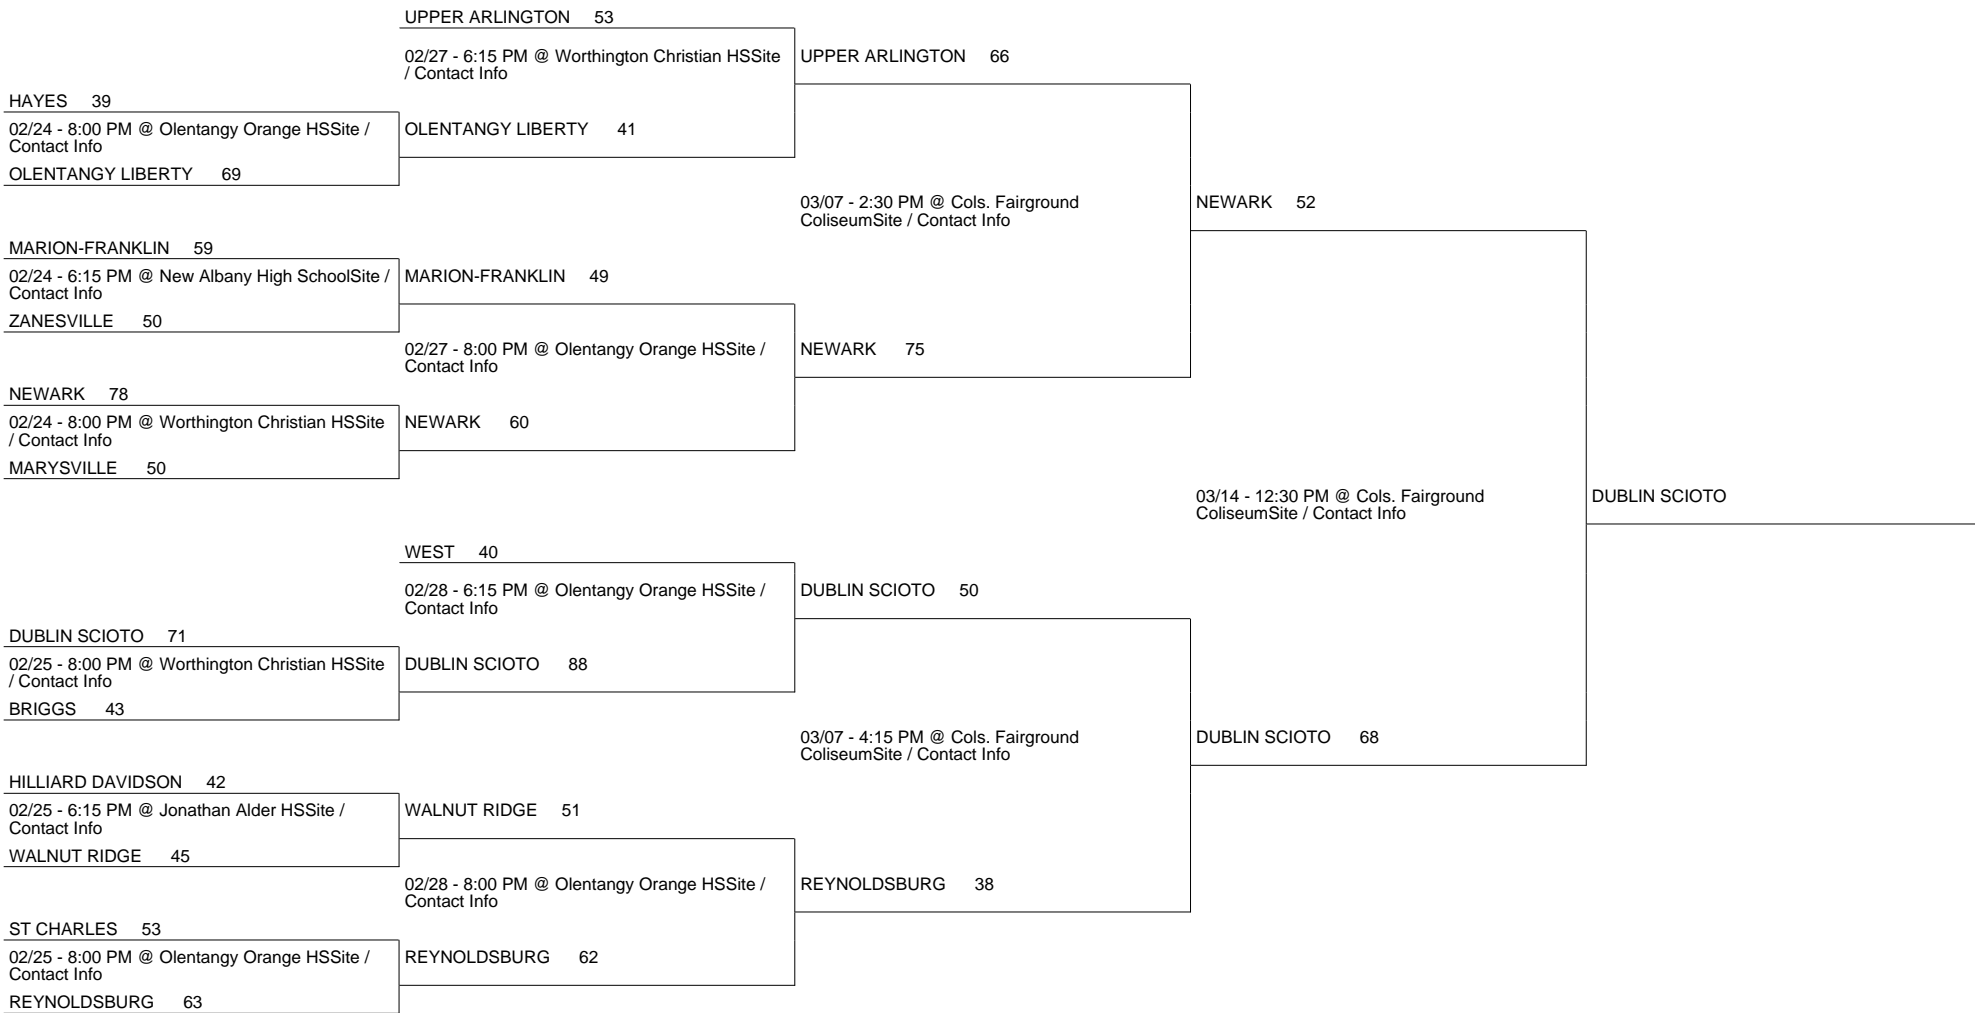 UPPER ARLINGTON 53
02/27 - 6:15 PM @ Worthington Christian HSSite
/ Contact Info
UPPER ARLINGTON 66
HAYES 39
02/24 - 8:00 PM @ Olentangy Orange HSSite /
Contact Info
OLENTANGY LIBERTY 41
OLENTANGY LIBERTY 69
03/07 - 2:30 PM @ Cols. Fairground
ColiseumSite / Contact Info
NEWARK 52
MARION-FRANKLIN 59
02/24 - 6:15 PM @ New Albany High SchoolSite /
Contact Info
MARION-FRANKLIN 49
ZANESVILLE 50
02/27 - 8:00 PM @ Olentangy Orange HSSite /
Contact Info
NEWARK 75
NEWARK 78
02/24 - 8:00 PM @ Worthington Christian HSSite
/ Contact Info
NEWARK 60
MARYSVILLE 50
03/14 - 12:30 PM @ Cols. Fairground
ColiseumSite / Contact Info
DUBLIN SCIOTO
WEST 40
02/28 - 6:15 PM @ Olentangy Orange HSSite /
Contact Info
DUBLIN SCIOTO 50
DUBLIN SCIOTO 71
02/25 - 8:00 PM @ Worthington Christian HSSite
/ Contact Info
DUBLIN SCIOTO 88
BRIGGS 43
03/07 - 4:15 PM @ Cols. Fairground
ColiseumSite / Contact Info
DUBLIN SCIOTO 68
HILLIARD DAVIDSON 42
02/25 - 6:15 PM @ Jonathan Alder HSSite /
Contact Info
WALNUT RIDGE 51
WALNUT RIDGE 45
02/28 - 8:00 PM @ Olentangy Orange HSSite /
Contact Info
REYNOLDSBURG 38
ST CHARLES 53
02/25 - 8:00 PM @ Olentangy Orange HSSite /
Contact Info
REYNOLDSBURG 62
REYNOLDSBURG 63